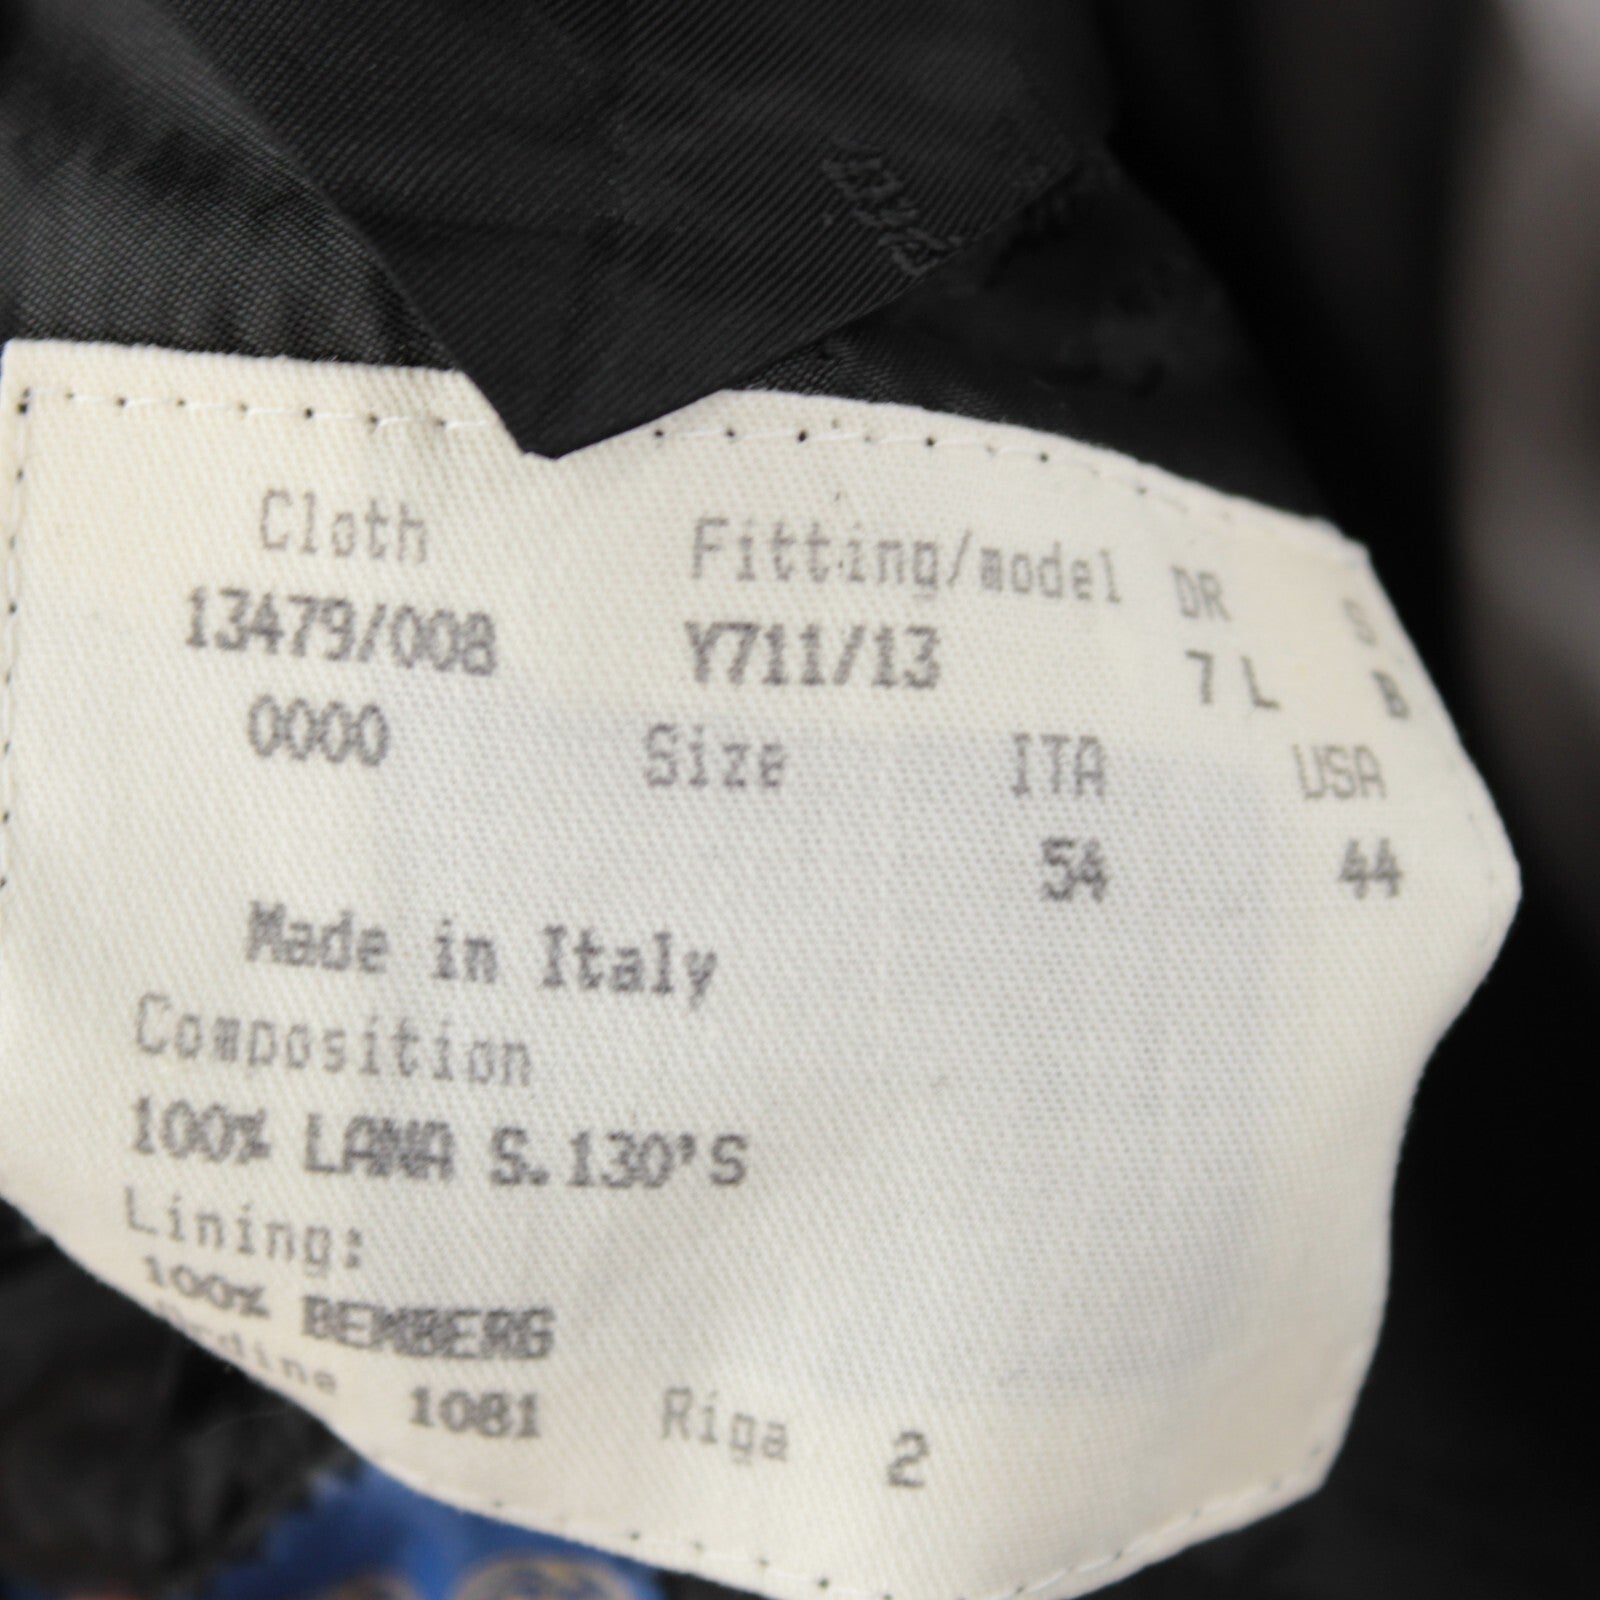 Cloth Fitting/model DR S
13479/008 Y711/13 7 L B
0000 Size ITA USA
54 44
Made in Italy
Composition
100% LANA S.130'S
Lining:
100% BEMBERG
Ordine 1081 Riga 2